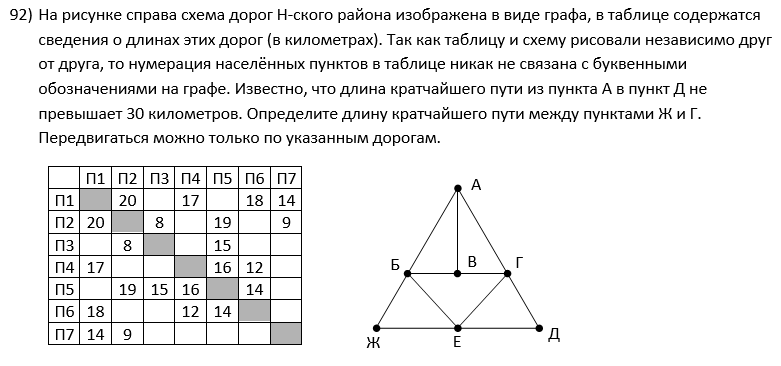 92) На рисунке справа схема дорог Н-ского района изображена в виде графа, в таблице содержатся
сведения о длинах этих дорог (в километрах). Так как таблицу и схему рисовали независимо друг
от друга, то нумерация населённых пунктов в таблице никак не связана с буквенными
обозначениями на графе. Известно, что длина кратчайшего пути из пункта А в пункт Д не
превышает 30 километров. Определите длину кратчайшего пути между пунктами Ж и Г.
Передвигаться можно только по указанным дорогам.
П1 П2 П3 П4 П5 П6 П7
П1 20 17 18 14
П2 20 8 19 9
П3 8 15
П4 17 16 12
П5 19 15 16 14
П6 18 12 14
П7 14 9
А
Б В Г
Ж Е Д